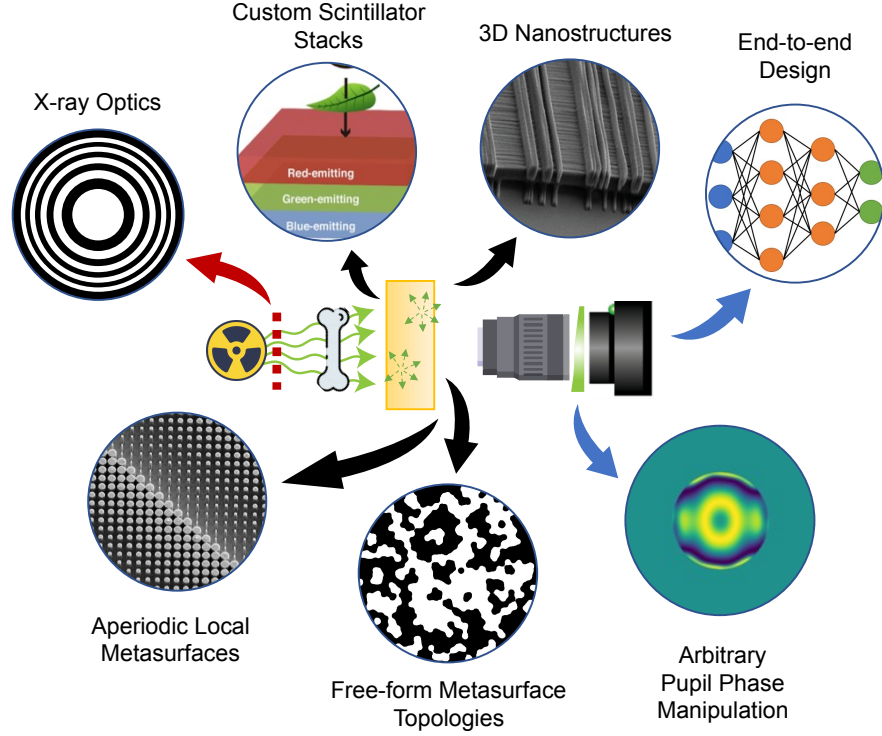 Custom Scintillator
Stacks
3D Nanostructures
End-to-end
Design
X-ray Optics
Red-emitting
Green-emitting
Blue-emitting
Aperiodic Local
Metasurfaces
Free-form Metasurface
Topologies
Arbitrary
Pupil Phase
Manipulation